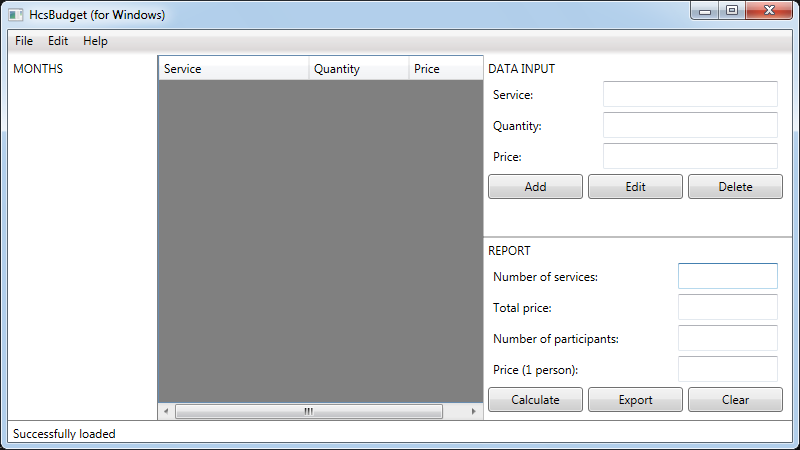 HcsBudget (for Windows)
File Edit Help
MONTHS
Service Quantity Price
DATA INPUT
Service:
Quantity:
Price:
Add Edit Delete
REPORT
Number of services:
Total price:
Number of participants:
Price (1 person):
Calculate Export Clear
Successfully loaded